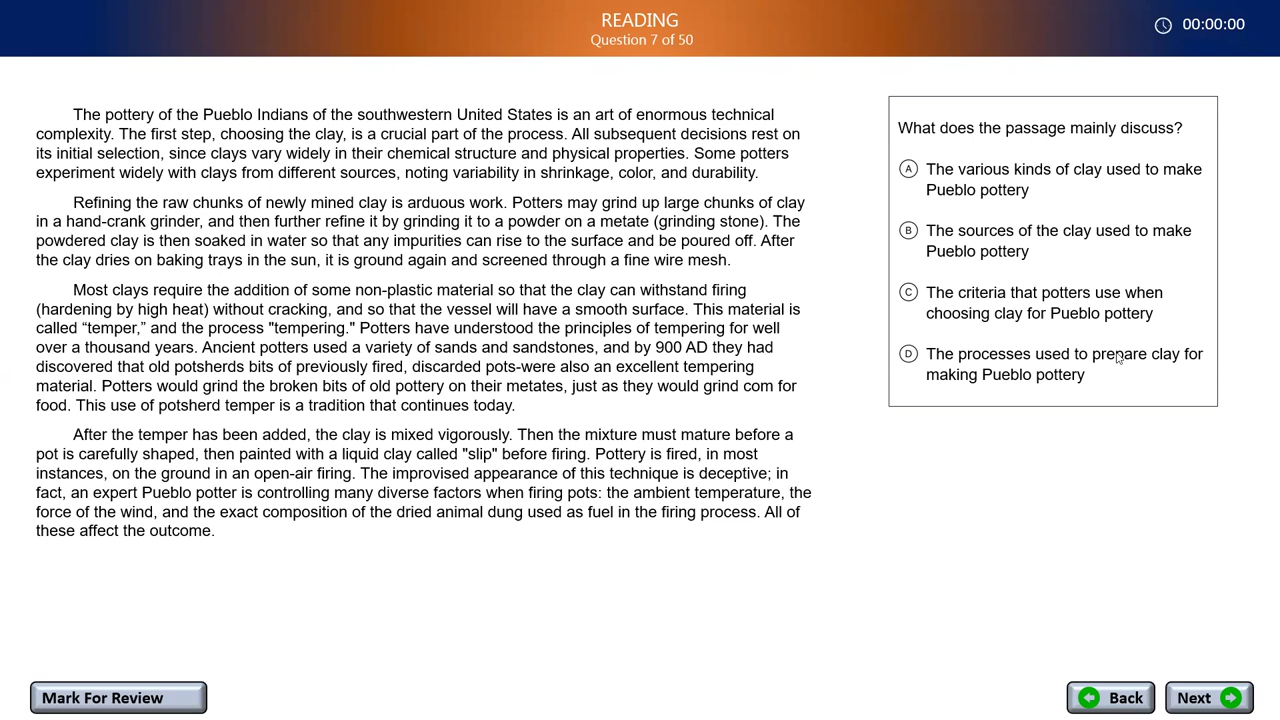 READING
Question 7 of 50
00:00:00
The pottery of the Pueblo Indians of the southwestern United States is an art of enormous technical
complexity. The first step, choosing the clay, is a crucial part of the process. All subsequent decisions rest on
its initial selection, since clays vary widely in their chemical structure and physical properties. Some potters
experiment widely with clays from different sources, noting variability in shrinkage, color, and durability.
Refining the raw chunks of newly mined clay is arduous work. Potters may grind up large chunks of clay
in a hand-crank grinder, and then further refine it by grinding it to a powder on a metate (grinding stone). The
powdered clay is then soaked in water so that any impurities can rise to the surface and be poured off. After
the clay dries on baking trays in the sun, it is ground again and screened through a fine wire mesh.
Most clays require the addition of some non-plastic material so that the clay can withstand firing
(hardening by high heat) without cracking, and so that the vessel will have a smooth surface. This material is
called “temper,” and the process "tempering." Potters have understood the principles of tempering for well
over a thousand years. Ancient potters used a variety of sands and sandstones, and by 900 AD they had
discovered that old potsherds bits of previously fired, discarded pots-were also an excellent tempering
material. Potters would grind the broken bits of old pottery on their metates, just as they would grind com for
food. This use of potsherd temper is a tradition that continues today.
After the temper has been added, the clay is mixed vigorously. Then the mixture must mature before a
pot is carefully shaped, then painted with a liquid clay called "slip" before firing. Pottery is fired, in most
instances, on the ground in an open-air firing. The improvised appearance of this technique is deceptive; in
fact, an expert Pueblo potter is controlling many diverse factors when firing pots: the ambient temperature, the
force of the wind, and the exact composition of the dried animal dung used as fuel in the firing process. All of
these affect the outcome.
What does the passage mainly discuss?
A The various kinds of clay used to make
Pueblo pottery
B The sources of the clay used to make
Pueblo pottery
C The criteria that potters use when
choosing clay for Pueblo pottery
D The processes used to prepare clay for
making Pueblo pottery
Mark For Review
Back
Next